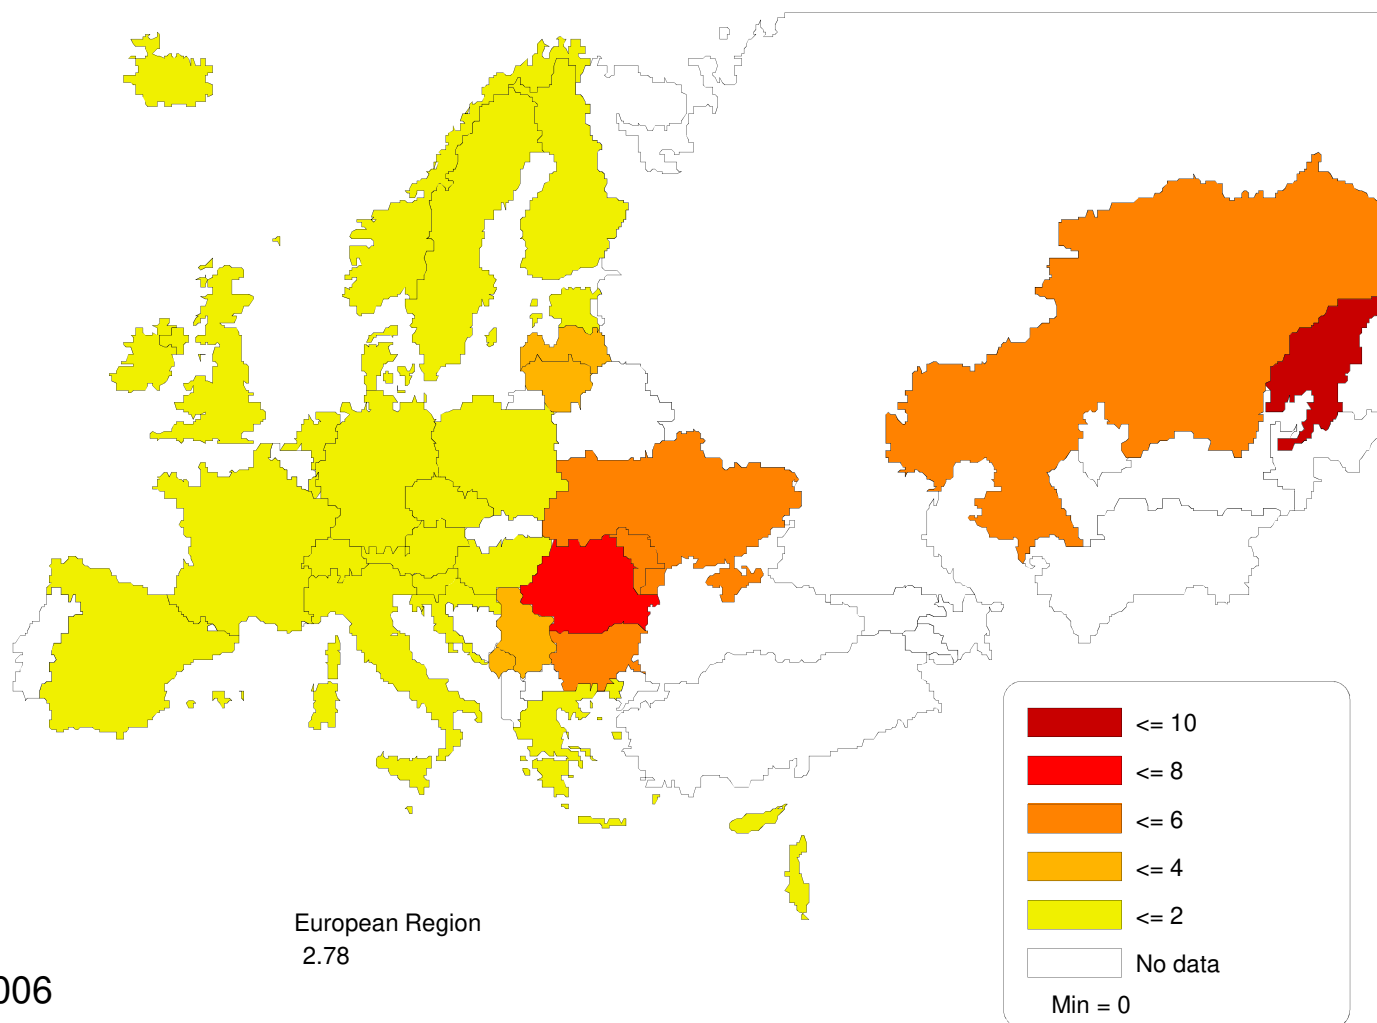 <= 10
<= 8
<= 6
<= 4
<= 2
No data
Min = 0
European Region
2.78
006